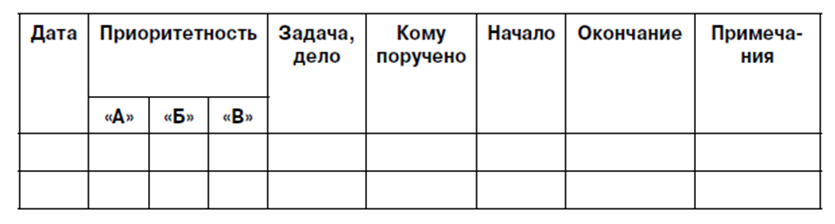 Дата
Приоритетность
Задача,
дело
Кому
поручено
Начало
Окончание
Примеча-
ния
«А»
«Б»
«В»